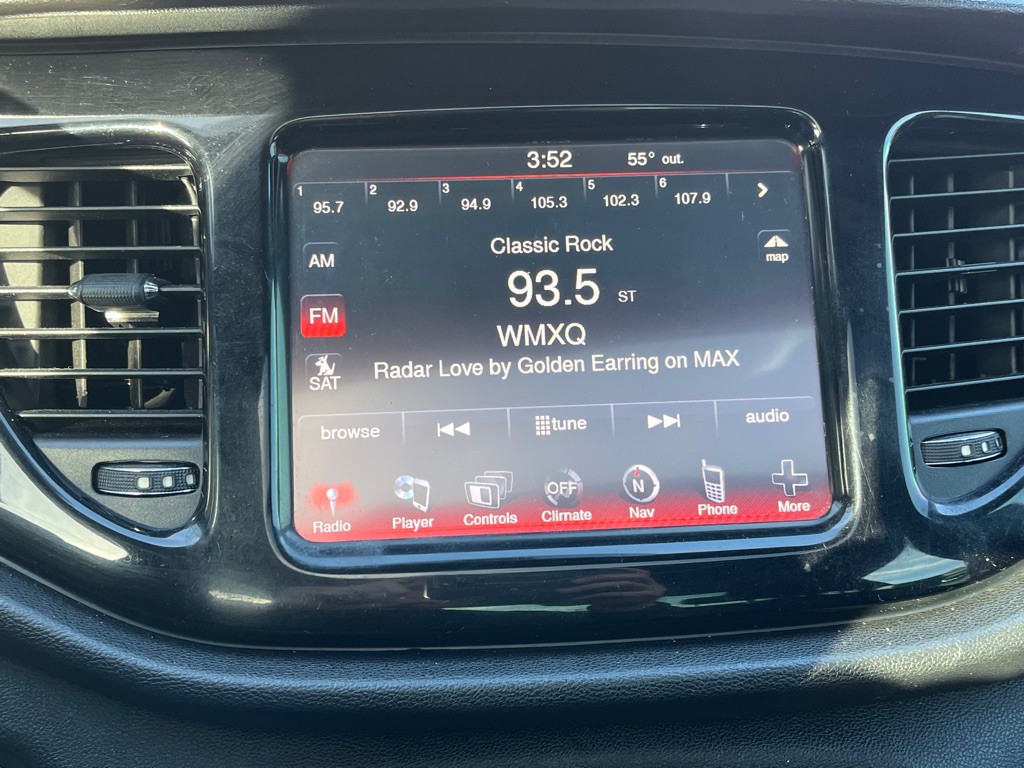 3:52 55° out.
1 95.7 2 92.9 3 94.9 4 105.3 5 102.3 6 107.9
Classic Rock
map
AM
93.5 ST
FM
WMXQ
Radar Love by Golden Earring on MAX
SAT
browse tune audio
OFF N
Radio Player Controls Climate Nav Phone More